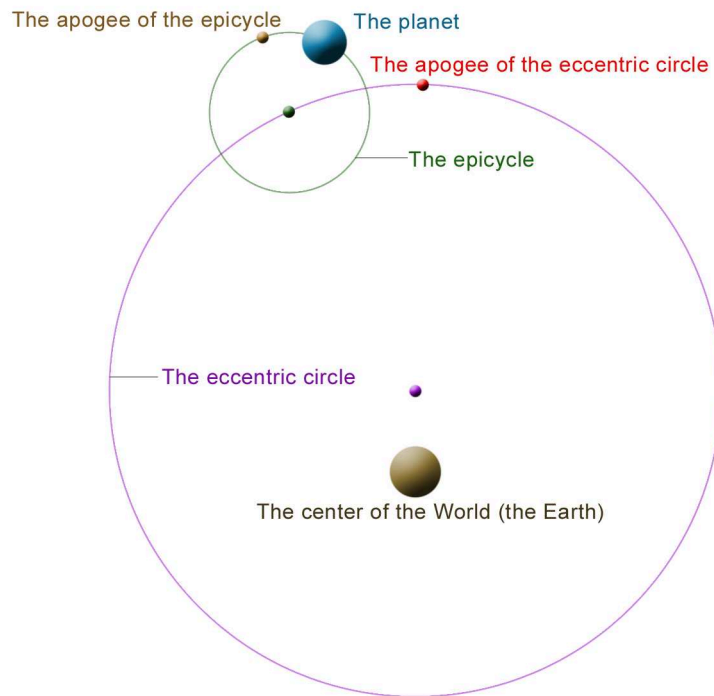 The apogee of the epicycle
The planet
The apogee of the eccentric circle
The epicycle
The eccentric circle
The center of the World (the Earth)